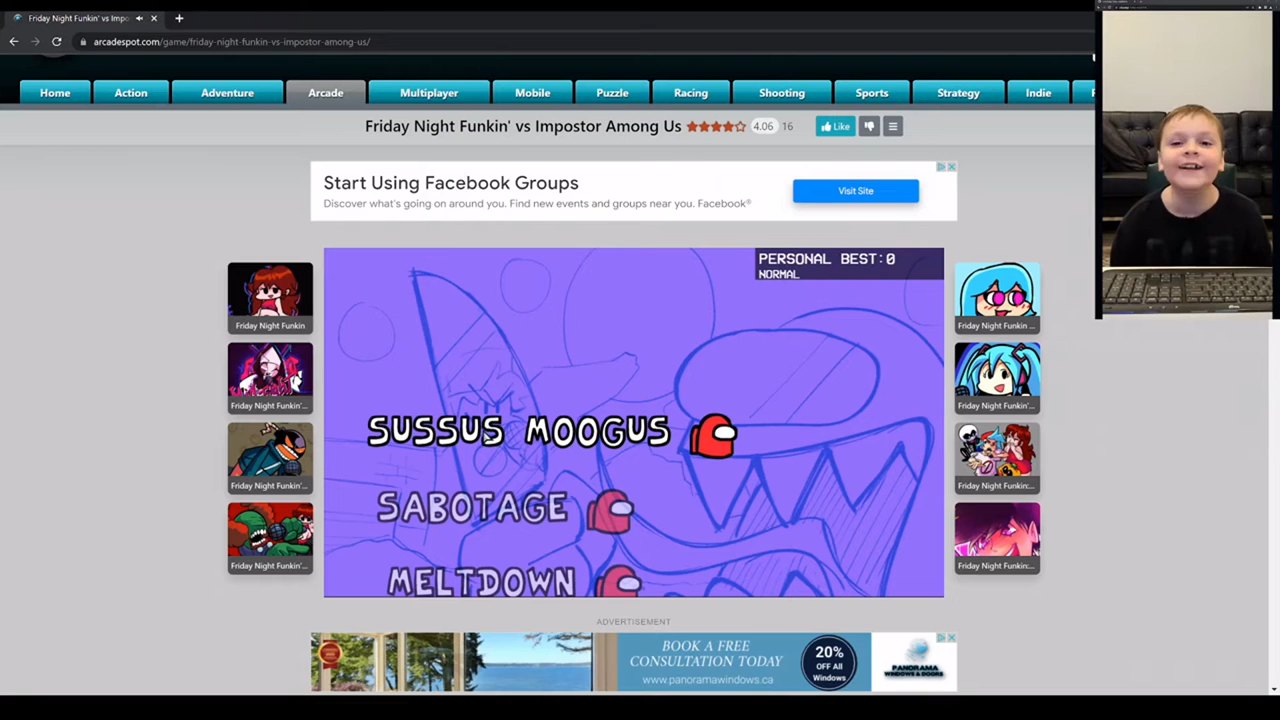 Friday Night Funkin' vs Impo
arcadespot.com/game/friday-night-funkin-vs-impostor-among-us/
Home Action Adventure Arcade Multiplayer Mobile Puzzle Racing Shooting Sports Strategy Indie
Friday Night Funkin' vs Impostor Among Us 4.06 16 Like
Start Using Facebook Groups
Discover what's going on around you. Find new events and groups near you. Facebook®
Visit Site
PERSONAL BEST:0
NORMAL
Friday Night Funkin
Friday Night Funkin'...
Friday Night Funkin'...
Friday Night Funkin'...
SUSSUS MOOGUS
SABOTAGE
MELTDOWN
Friday Night Funkin ...
Friday Night Funkin'...
Friday Night Funkin:...
Friday Night Funkin:...
ADVERTISEMENT
BOOK A FREE
CONSULTATION TODAY
www.panoramawindows.ca
20%
OFF All
Windows
PANORAMA
WINDOWS & DOORS